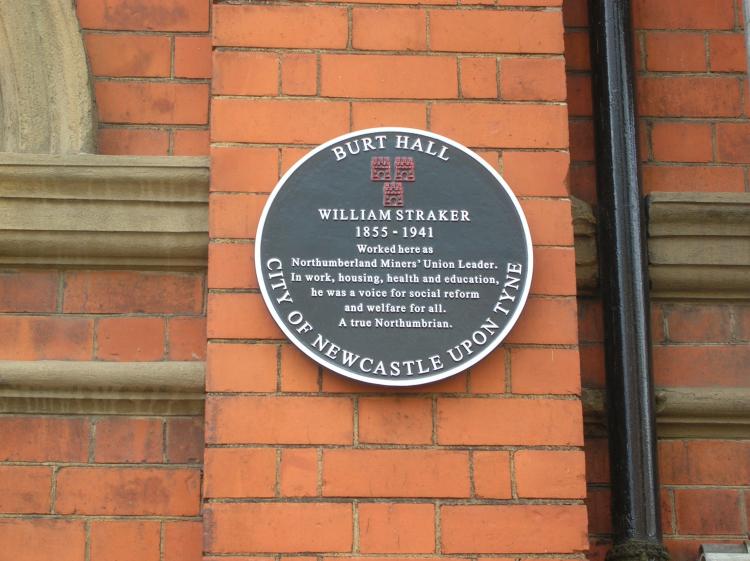 BURT HALL
WILLIAM STRAKER
1855 - 1941
Worked here as
Northumberland Miners' Union Leader.
In work, housing, health and education,
he was a voice for social reform
and welfare for all.
A true Northumbrian.
CITY OF NEWCASTLE UPON TYNE